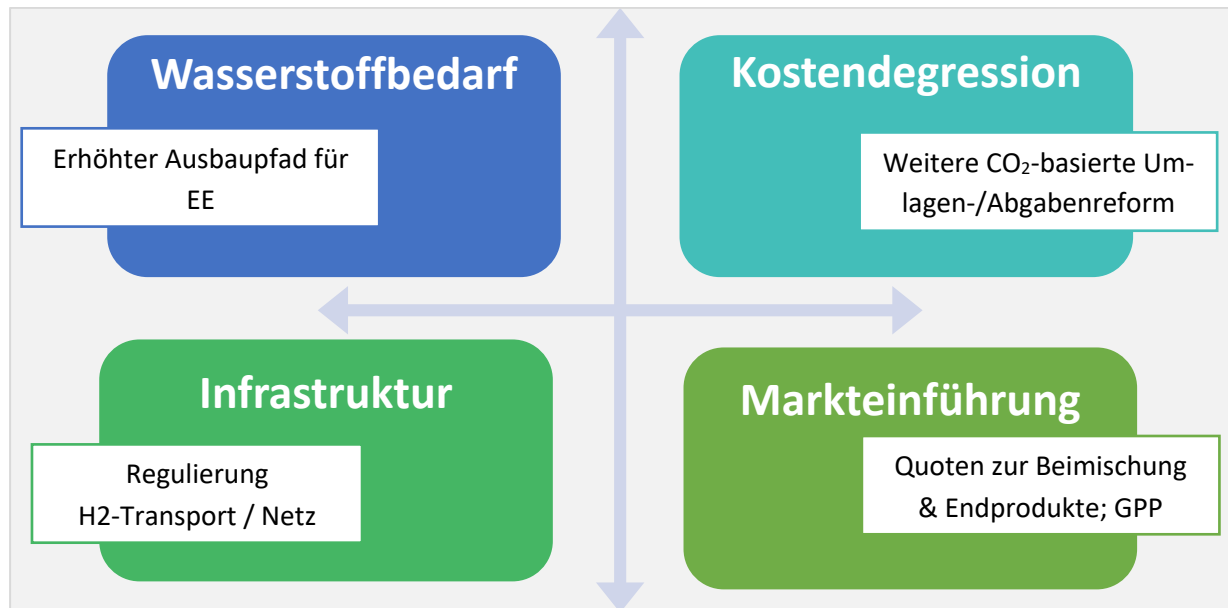 Wasserstoffbedarf
Erhöhter Ausbaupfad für
EE
Kostendegression
Weitere CO₂-basierte Um-
lagen-/Abgabenreform
Infrastruktur
Regulierung
H2-Transport / Netz
Markteinführung
Quoten zur Beimischung
& Endprodukte; GPP